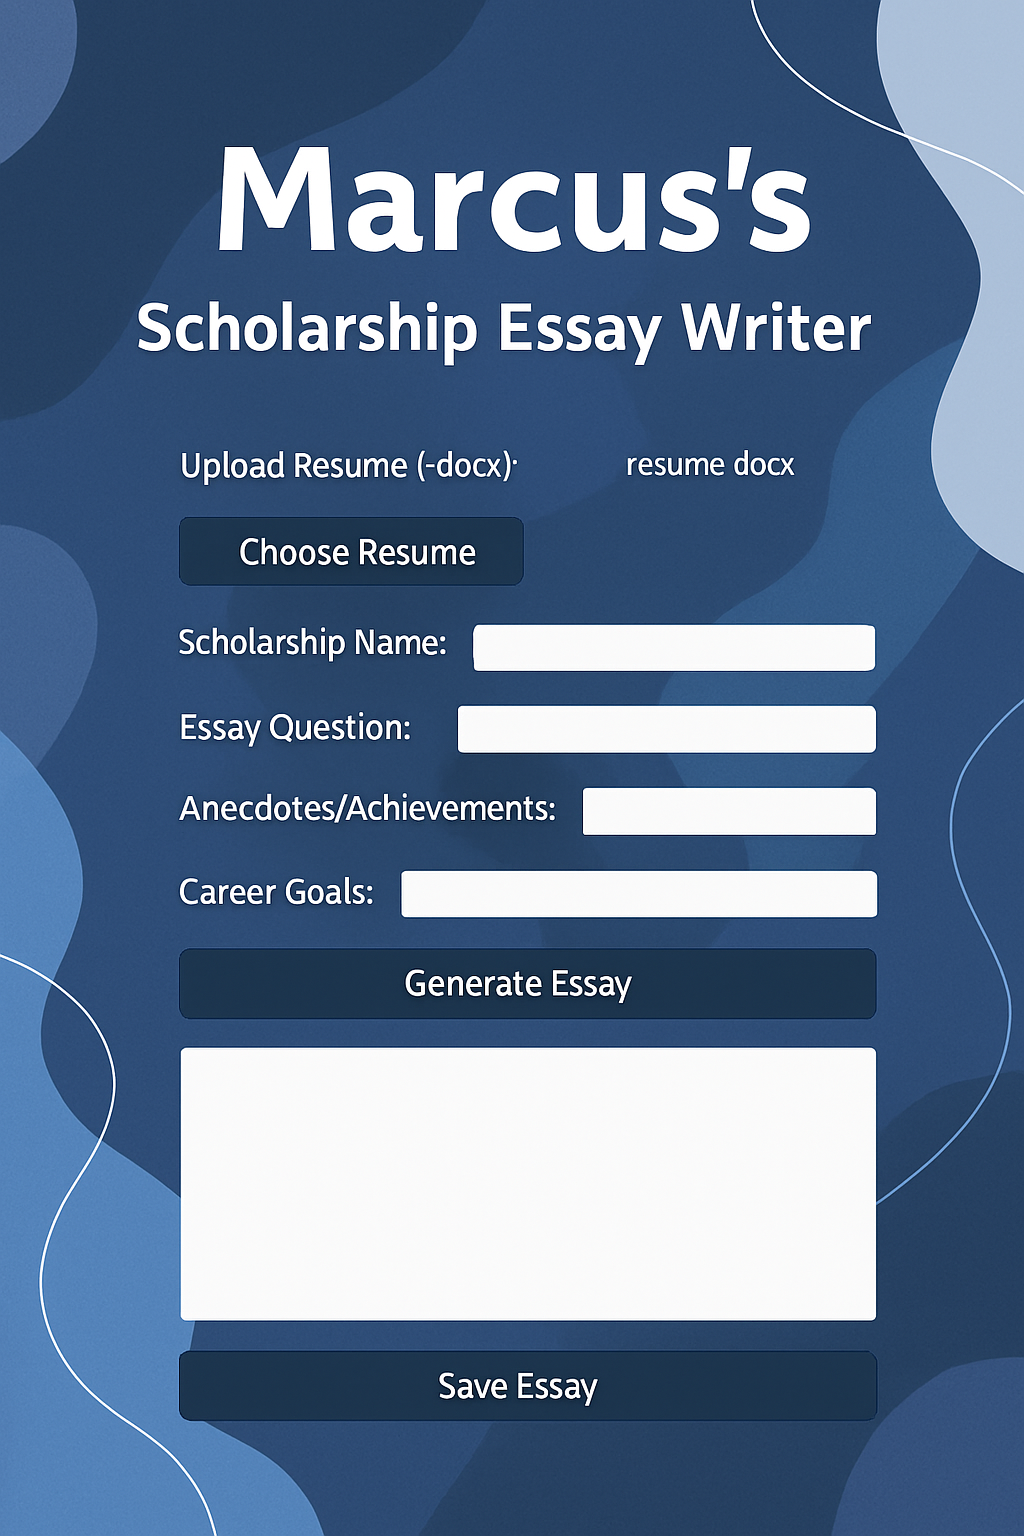 Marcus's
Scholarship Essay Writer
Upload Resume (-docx)·
resume docx
Choose Resume
Scholarship Name:
Essay Question:
Anecdotes/Achievements:
Career Goals:
Generate Essay
Save Essay